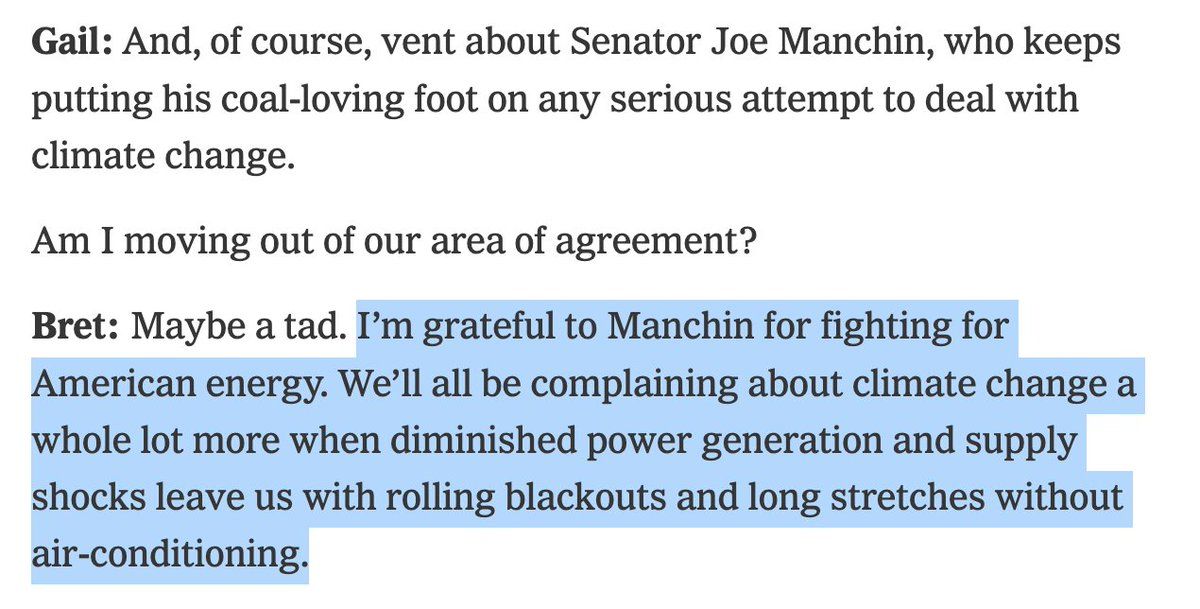 Gail: And, of course, vent about Senator Joe Manchin, who keeps
putting his coal-loving foot on any serious attempt to deal with
climate change.
Am I moving out of our area of agreement?
Bret: Maybe a tad. I’m grateful to Manchin for fighting for
American energy. We’ll all be complaining about climate change a
whole lot more when diminished power generation and supply
shocks leave us with rolling blackouts and long stretches without
air-conditioning.